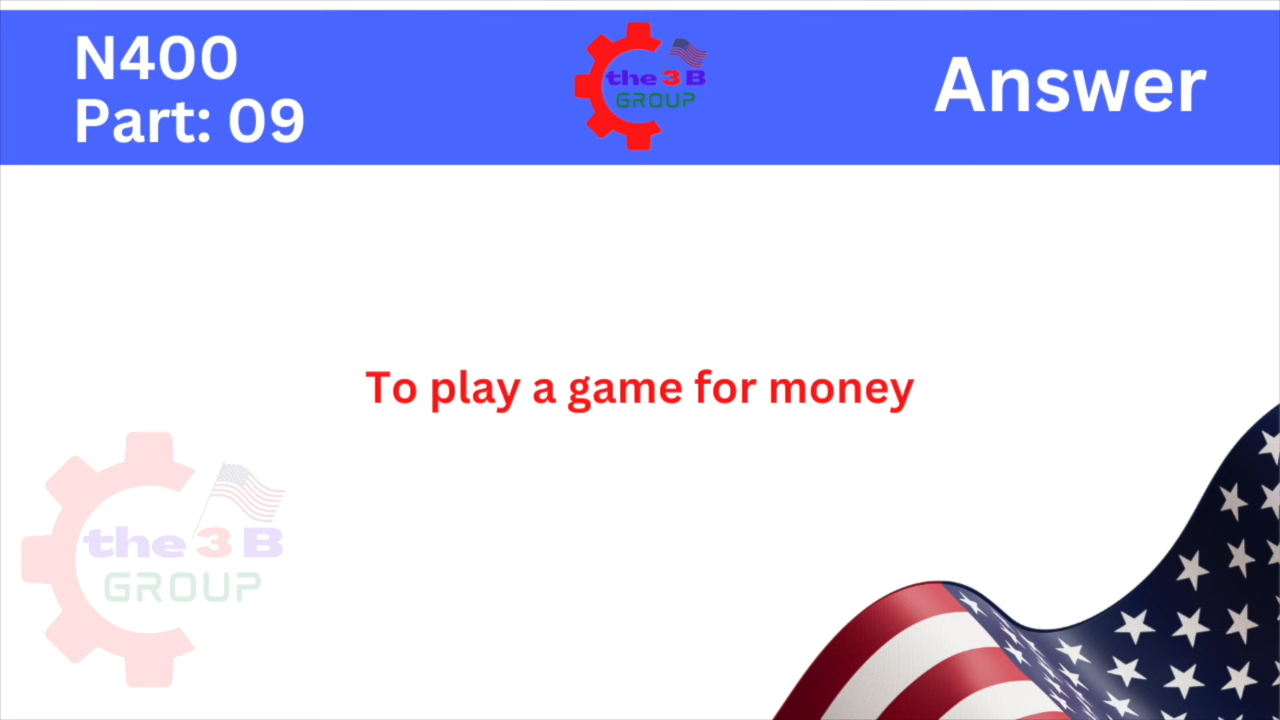 N400
Part: 09
the 3 B
GROUP
Answer
To play a game for money
the 3 B
GROUP